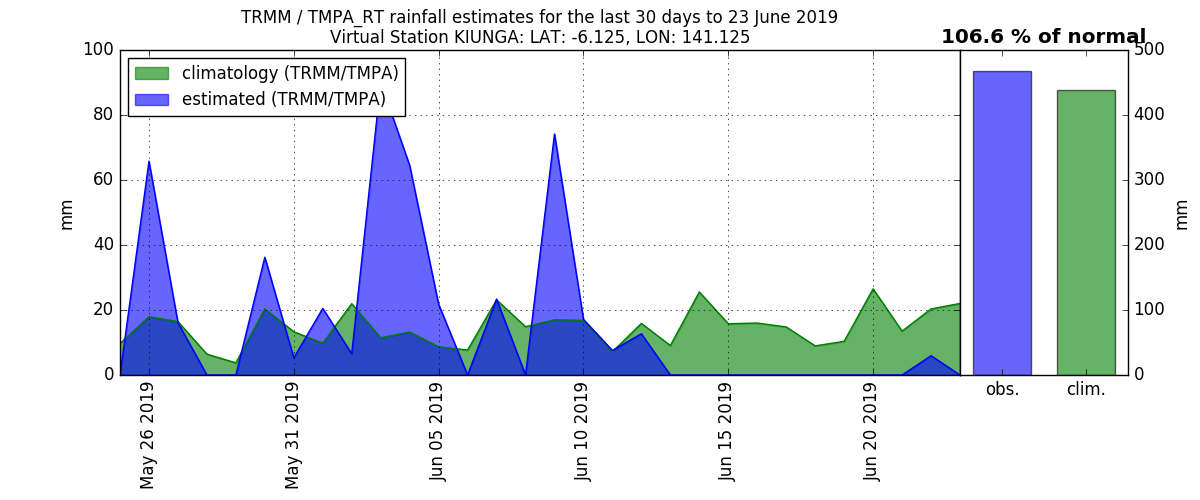 TRMM / TMPA_RT rainfall estimates for the last 30 days to 23 June 2019
Virtual Station KIUNGA: LAT: -6.125, LON: 141.125
106.6 % of normal
climatology (TRMM/TMPA)
estimated (TRMM/TMPA)
100
80
60
40
20
0
mm
May 26 2019
May 31 2019
Jun 05 2019
Jun 10 2019
Jun 15 2019
Jun 20 2019
500
400
300
200
100
0
mm
obs.
clim.